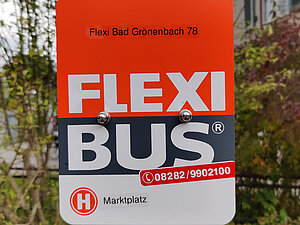 Flexi Bad Grönenbach 78
FLEXI
BUS®
08282/9902100
H Marktplatz